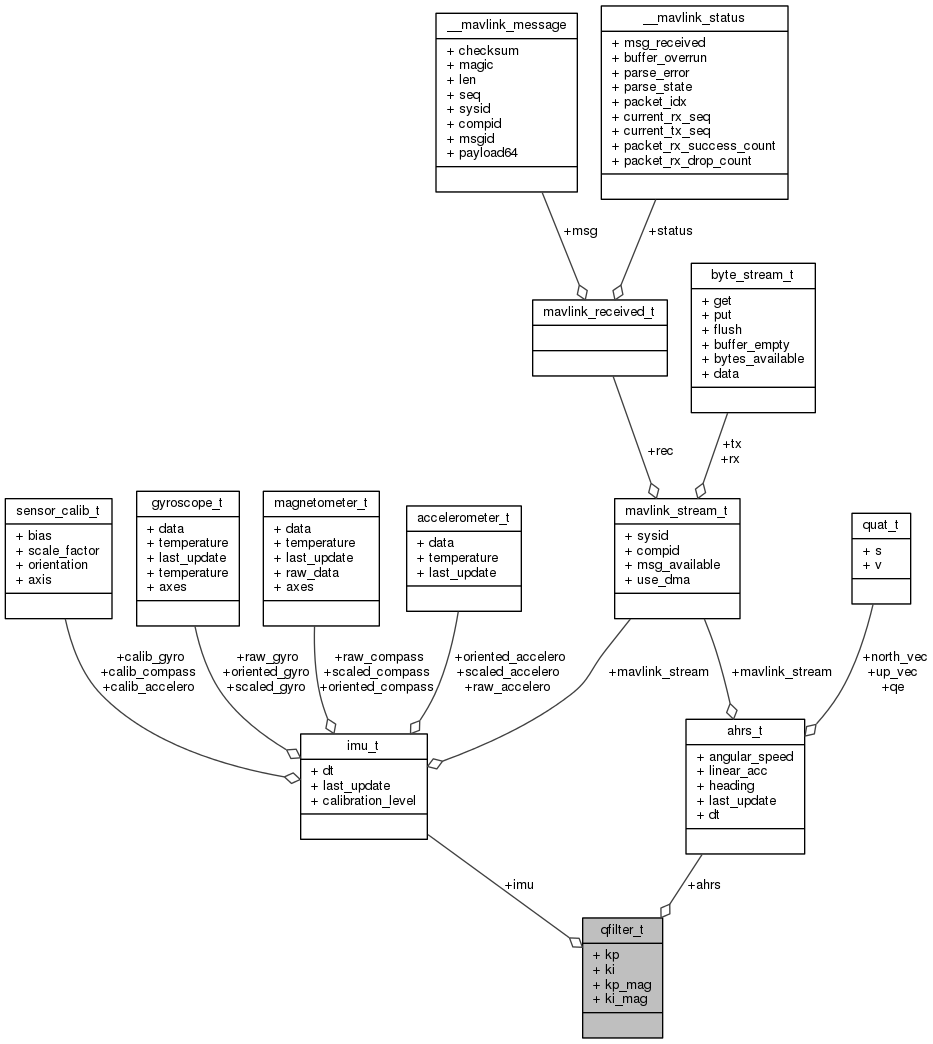 __mavlink_message
+ checksum
+ magic
+ len
+ seq
+ sysid
+ compid
+ msgid
+ payload64
__mavlink_status
+ msg_received
+ buffer_overrun
+ parse_error
+ parse_state
+ packet_idx
+ current_rx_seq
+ current_tx_seq
+ packet_rx_success_count
+ packet_rx_drop_count
+msg
+status
mavlink_received_t
byte_stream_t
+ get
+ put
+ flush
+ buffer_empty
+ bytes_available
+ data
+rec
+tx
+rx
sensor_calib_t
+ bias
+ scale_factor
+ orientation
+ axis
gyroscope_t
+ data
+ temperature
+ last_update
+ temperature
+ axes
magnetometer_t
+ data
+ temperature
+ last_update
+ raw_data
+ axes
accelerometer_t
+ data
+ temperature
+ last_update
mavlink_stream_t
+ sysid
+ compid
+ msg_available
+ use_dma
quat_t
+ s
+ v
+calib_gyro
+calib_compass
+calib_accelero
+raw_gyro
+oriented_gyro
+scaled_gyro
+raw_compass
+scaled_compass
+oriented_compass
+oriented_accelero
+scaled_accelero
+raw_accelero
+mavlink_stream
+mavlink_stream
+north_vec
+up_vec
+qe
imu_t
+ dt
+ last_update
+ calibration_level
ahrs_t
+ angular_speed
+ linear_acc
+ heading
+ last_update
+ dt
+imu
+ahrs
qfilter_t
+ kp
+ ki
+ kp_mag
+ ki_mag